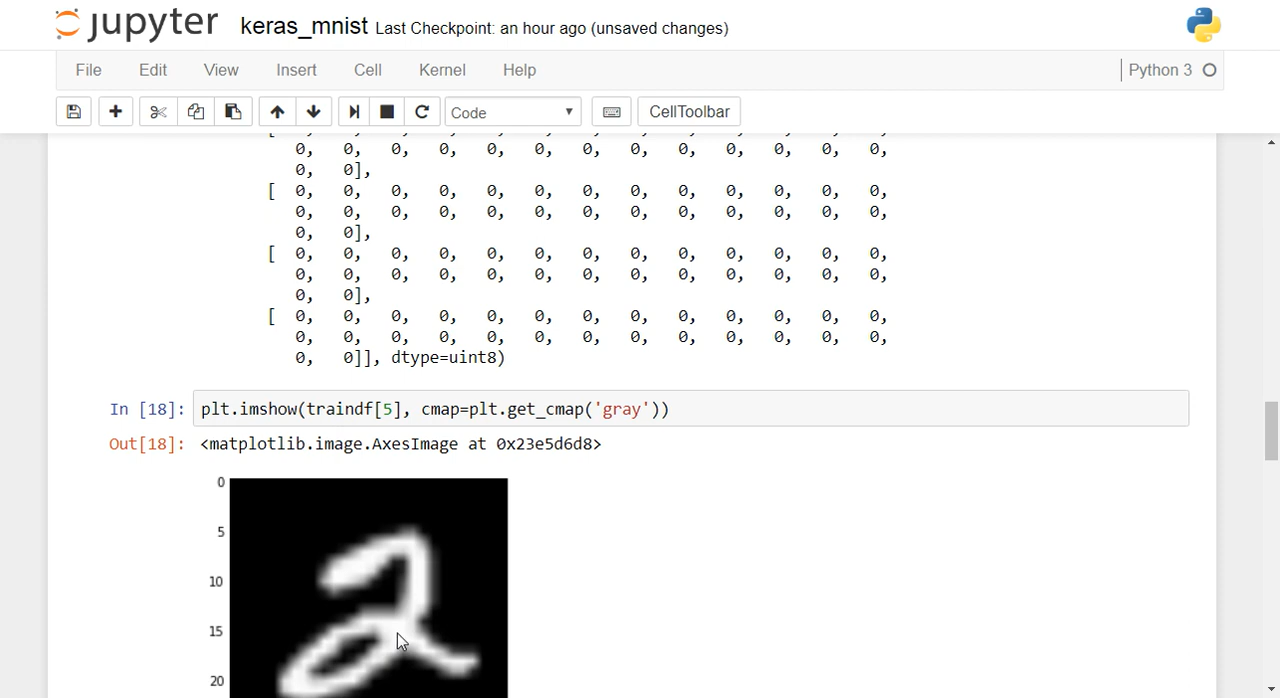 jupyter keras_mnist Last Checkpoint: an hour ago (unsaved changes)
File Edit View Insert Cell Kernel Help Python 3
Code CellToolbar
0, 0, 0, 0, 0, 0, 0, 0, 0, 0, 0, 0, 0,
0, 0],
[ 0, 0, 0, 0, 0, 0, 0, 0, 0, 0, 0, 0, 0,
0, 0, 0, 0, 0, 0, 0, 0, 0, 0, 0, 0, 0,
0, 0],
[ 0, 0, 0, 0, 0, 0, 0, 0, 0, 0, 0, 0, 0,
0, 0, 0, 0, 0, 0, 0, 0, 0, 0, 0, 0, 0,
0, 0],
[ 0, 0, 0, 0, 0, 0, 0, 0, 0, 0, 0, 0, 0,
0, 0, 0, 0, 0, 0, 0, 0, 0, 0, 0, 0, 0,
0, 0]], dtype=uint8)
In [18]: plt.imshow(traindf[5], cmap=plt.get_cmap('gray'))
Out[18]: <matplotlib.image.AxesImage at 0x23e5d6d8>
0
5
10
15
20
2